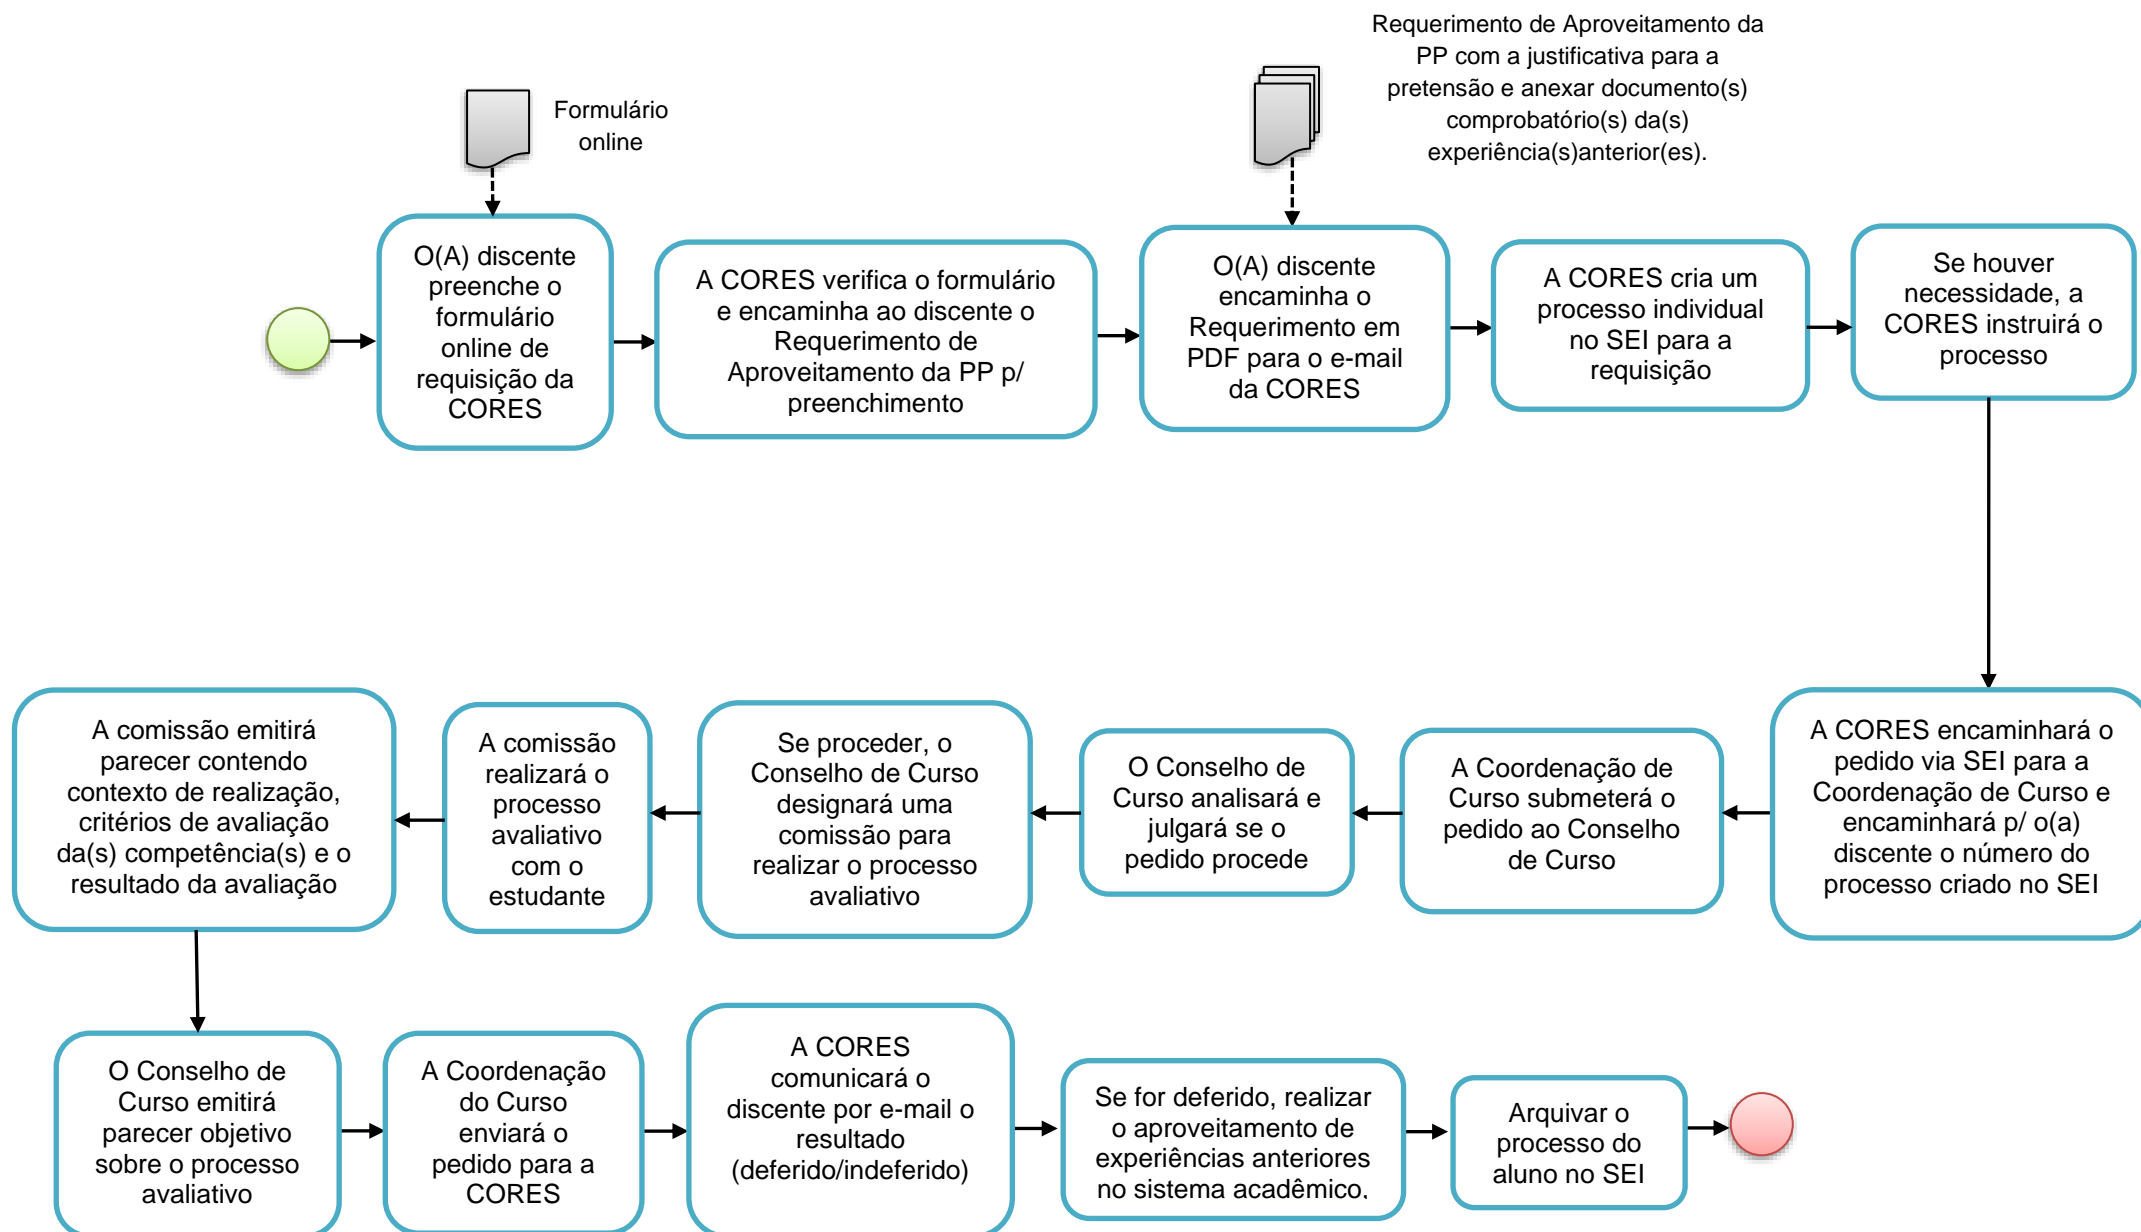 Formulário
online
Requerimento de Aproveitamento da
PP com a justificativa para a
pretensão e anexar documento(s)
comprobatório(s) da(s)
experiência(s)anterior(es).
O(A) discente
preenche o
formulário
online de
requisição da
CORES
A CORES verifica o formulário
e encaminha ao discente o
Requerimento de
Aproveitamento da PP p/
preenchimento
O(A) discente
encaminha o
Requerimento em
PDF para o e-mail
da CORES
A CORES cria um
processo individual
no SEI para a
requisição
Se houver
necessidade, a
CORES instruirá o
processo
A CORES encaminhará o
pedido via SEI para a
Coordenação de Curso e
encaminhará p/ o(a)
discente o número do
processo criado no SEI
A Coordenação de
Curso submeterá o
pedido ao Conselho
de Curso
O Conselho de
Curso analisará e
julgará se o
pedido procede
Se proceder, o
Conselho de Curso
designará uma
comissão para
realizar o processo
avaliativo
A comissão
realizará o
processo
avaliativo
com o
estudante
A comissão emitirá
parecer contendo
contexto de realização,
critérios de avaliação
da(s) competência(s) e o
resultado da avaliação
O Conselho de
Curso emitirá
parecer objetivo
sobre o processo
avaliativo
A Coordenação
do Curso
enviará o
pedido para a
CORES
A CORES
comunicará o
discente por e-mail o
resultado
(deferido/indeferido)
Se for deferido, realizar
o aproveitamento de
experiências anteriores
no sistema acadêmico.
Arquivar o
processo do
aluno no SEI